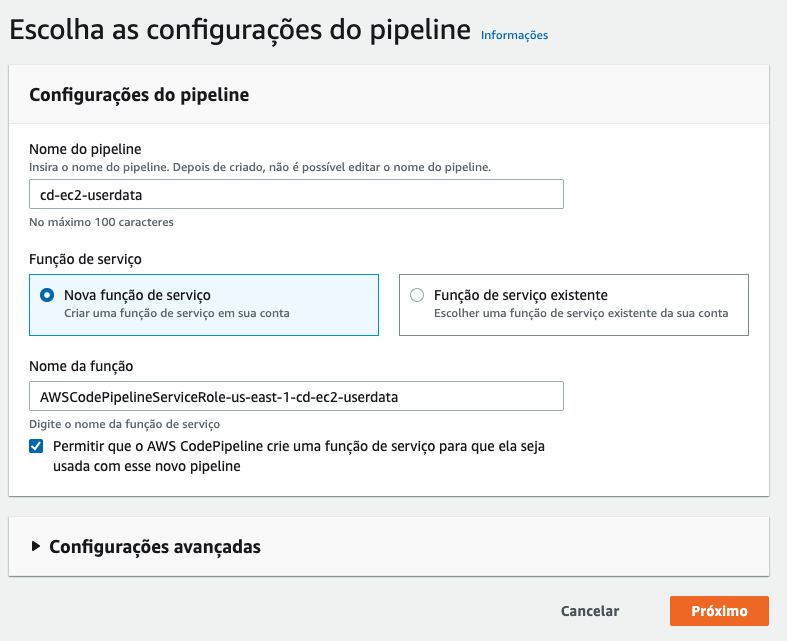 Escolha as configurações do pipeline Informações
Configurações do pipeline
Nome do pipeline
Insira o nome do pipeline. Depois de criado, não é possível editar o nome do pipeline.
cd-ec2-userdata
No máximo 100 caracteres
Função de serviço
Nova função de serviço
Criar uma função de serviço em sua conta
Função de serviço existente
Escolher uma função de serviço existente da sua conta
Nome da função
AWSCodePipelineServiceRole-us-east-1-cd-ec2-userdata
Digite o nome da função de serviço
Permitir que o AWS CodePipeline crie uma função de serviço para que ela seja
usada com esse novo pipeline
Configurações avançadas
Cancelar
Próximo